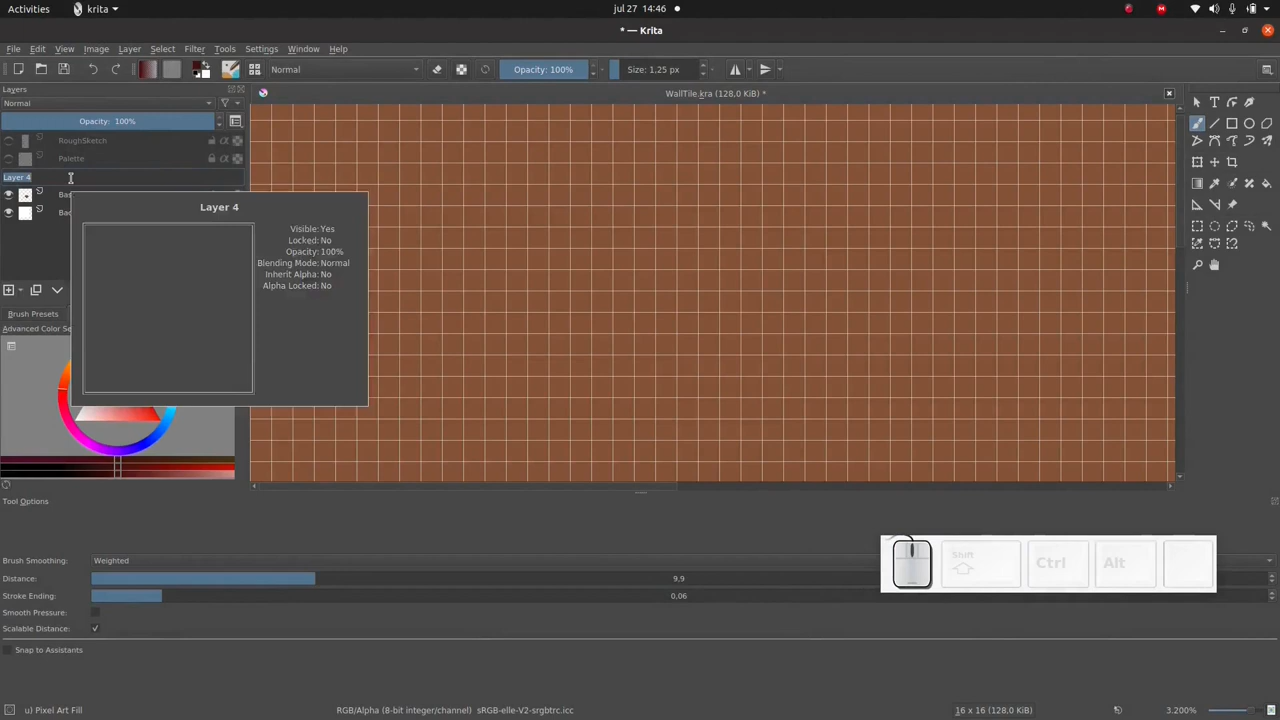 Activities krita jul 27 14:46
* — Krita
File Edit View Image Layer Select Filter Tools Settings Window Help
Normal Opacity: 100% Size: 1,25 px
Layers
WallTile.kra (128,0 KiB) *
Normal
Opacity: 100%
RoughSketch
Palette
Layer 4
Layer 4
Visible: Yes
Locked: No
Opacity: 100%
Blending Mode: Normal
Inherit Alpha: No
Alpha Locked: No
Brush Presets
Tool Options
Shift
Ctrl
Alt
Brush Smoothing: Weighted
Distance: 9,9
Stroke Ending: 0,06
Smooth Pressure:
Scalable Distance:
Snap to Assistants
u) Pixel Art Fill RGB/Alpha (8-bit integer/channel) sRGB-elle-V2-srgbtrc.icc 16 x 16 (128,0 KiB) 3.200%